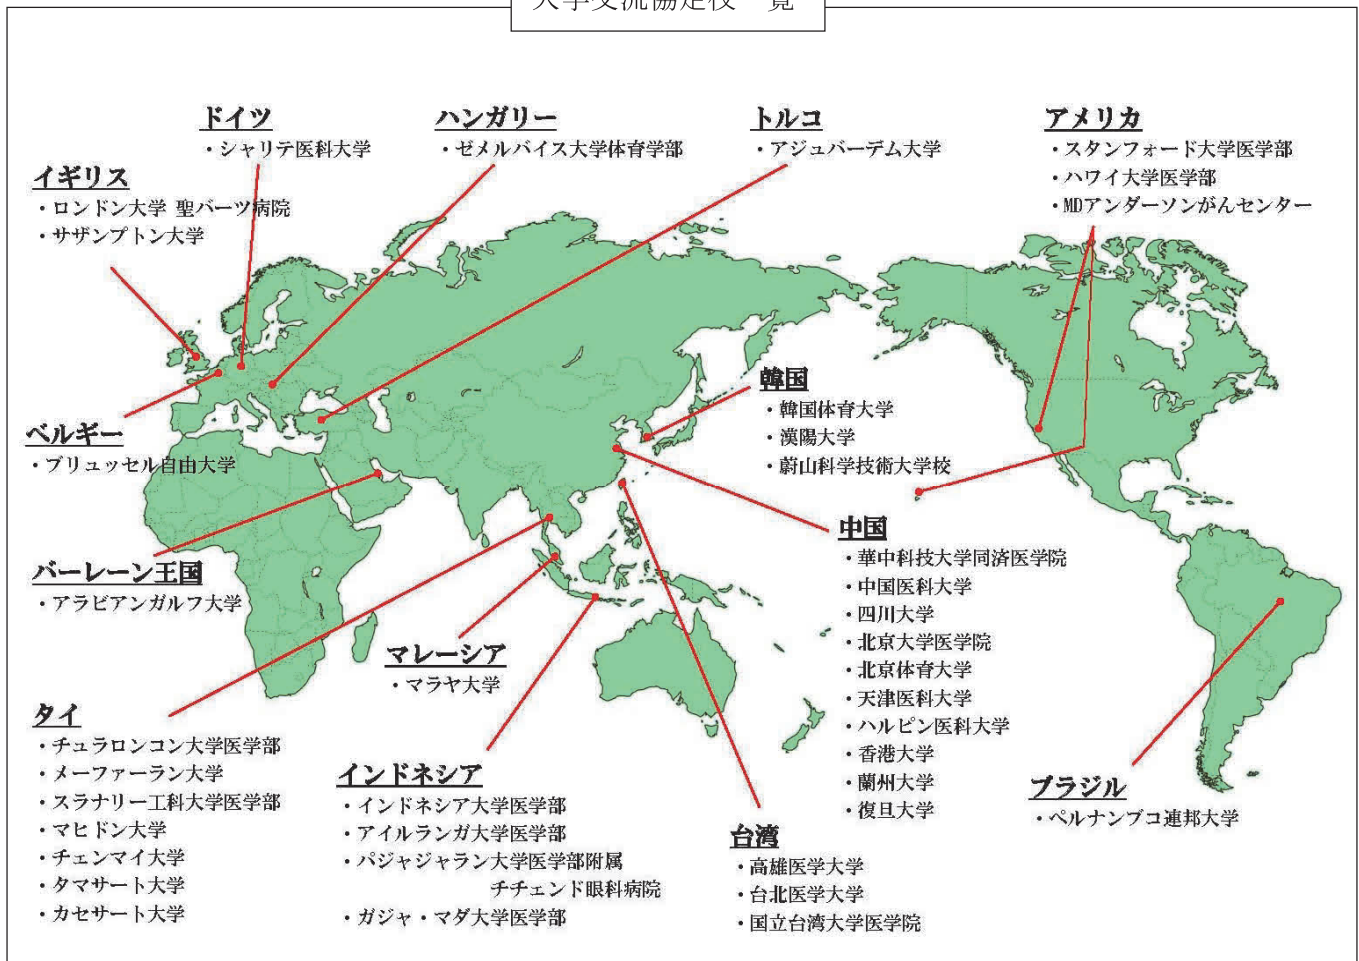 大学交流協定校一覧
ドイツ
・シャリテ医科大学
ハンガリー
・ゼメルバイス大学体育学部
トルコ
・アジュバーデム大学
アメリカ
・スタンフォード大学医学部
・ハワイ大学医学部
・MDアンダーソンがんセンター
イギリス
・ロンドン大学 聖バーツ病院
・サザンプトン大学
ベルギー
・ブリュッセル自由大学
韓国
・韓国体育大学
・漢陽大学
・蔚山科学技術大学校
バーレーン王国
・アラビアンガルフ大学
中国
・華中科技大学同済医学院
・中国医科大学
・四川大学
・北京大学医学院
・北京体育大学
・天津医科大学
・ハルピン医科大学
・香港大学
・蘭州大学
・復旦大学
マレーシア
・マラヤ大学
タイ
・チュラロンコン大学医学部
・メーファーラン大学
・スラナリー工科大学医学部
・マヒドン大学
・チェンマイ大学
・タマサート大学
・カセサート大学
インドネシア
・インドネシア大学医学部
・アイルランガ大学医学部
・パジャジャラン大学医学部附属
チチェンド眼科病院
・ガジャ・マダ大学医学部
台湾
・高雄医学大学
・台北医学大学
・国立台湾大学医学院
ブラジル
・ペルナンブコ連邦大学